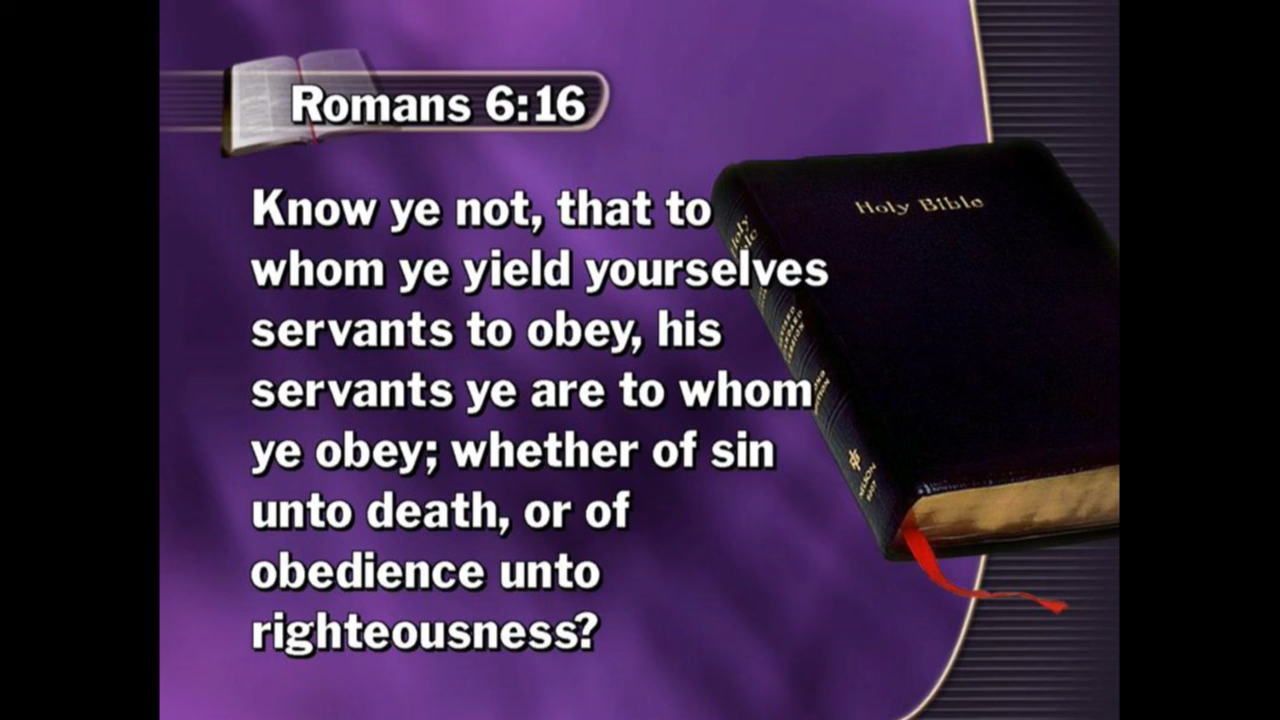 Romans 6:16
Know ye not, that to
whom ye yield yourselves
servants to obey, his
servants ye are to whom
ye obey; whether of sin
unto death, or of
obedience unto
righteousness?
Holy Bible
Holy